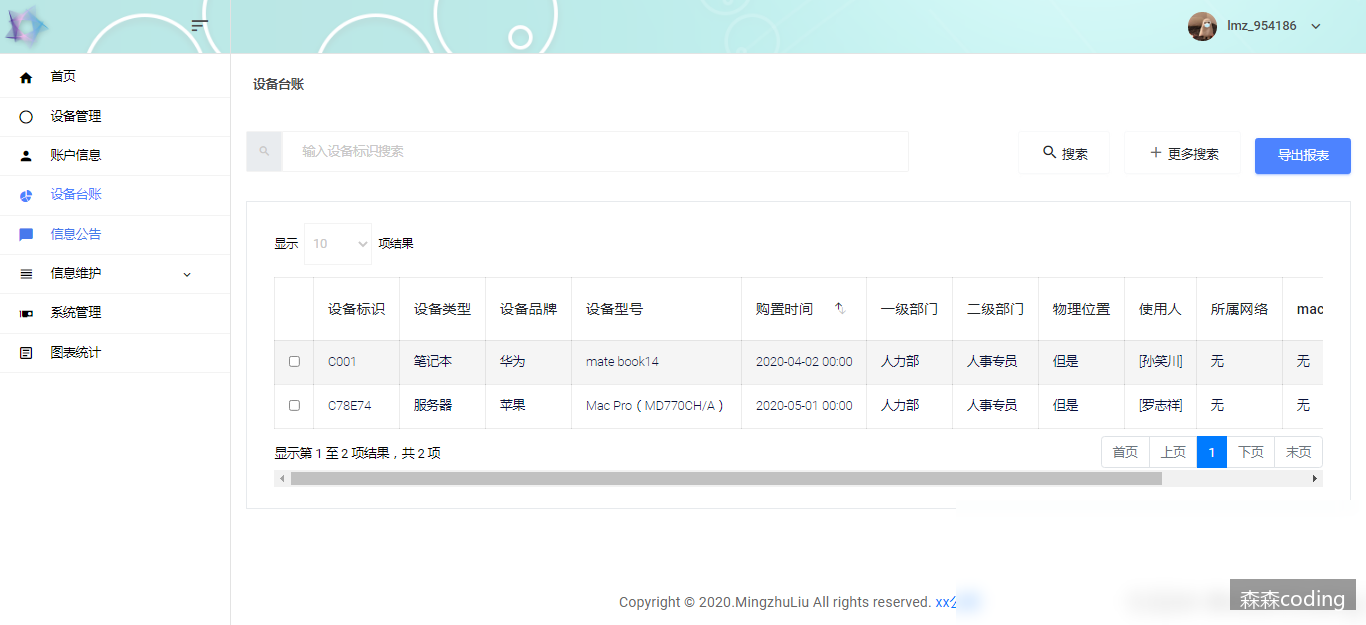 lmz_954186
首页
设备管理
账户信息
设备台账
信息公告
信息维护
系统管理
图表统计
设备台账
输入设备标识搜索
搜索
更多搜索
导出报表
显示 10 项结果
设备标识 设备类型 设备品牌 设备型号 购置时间 一级部门 二级部门 物理位置 使用人 所属网络 mac
C001 笔记本 华为 mate book14 2020-04-02 00:00 人力部 人事专员 但是 [孙笑川] 无 无
C78E74 服务器 苹果 Mac Pro（MD770CH/A） 2020-05-01 00:00 人力部 人事专员 但是 [罗志祥] 无 无
显示第 1 至 2 项结果，共 2 项
首页 上页 1 下页 末页
Copyright © 2020.MingzhuLiu All rights reserved. xx
森森coding